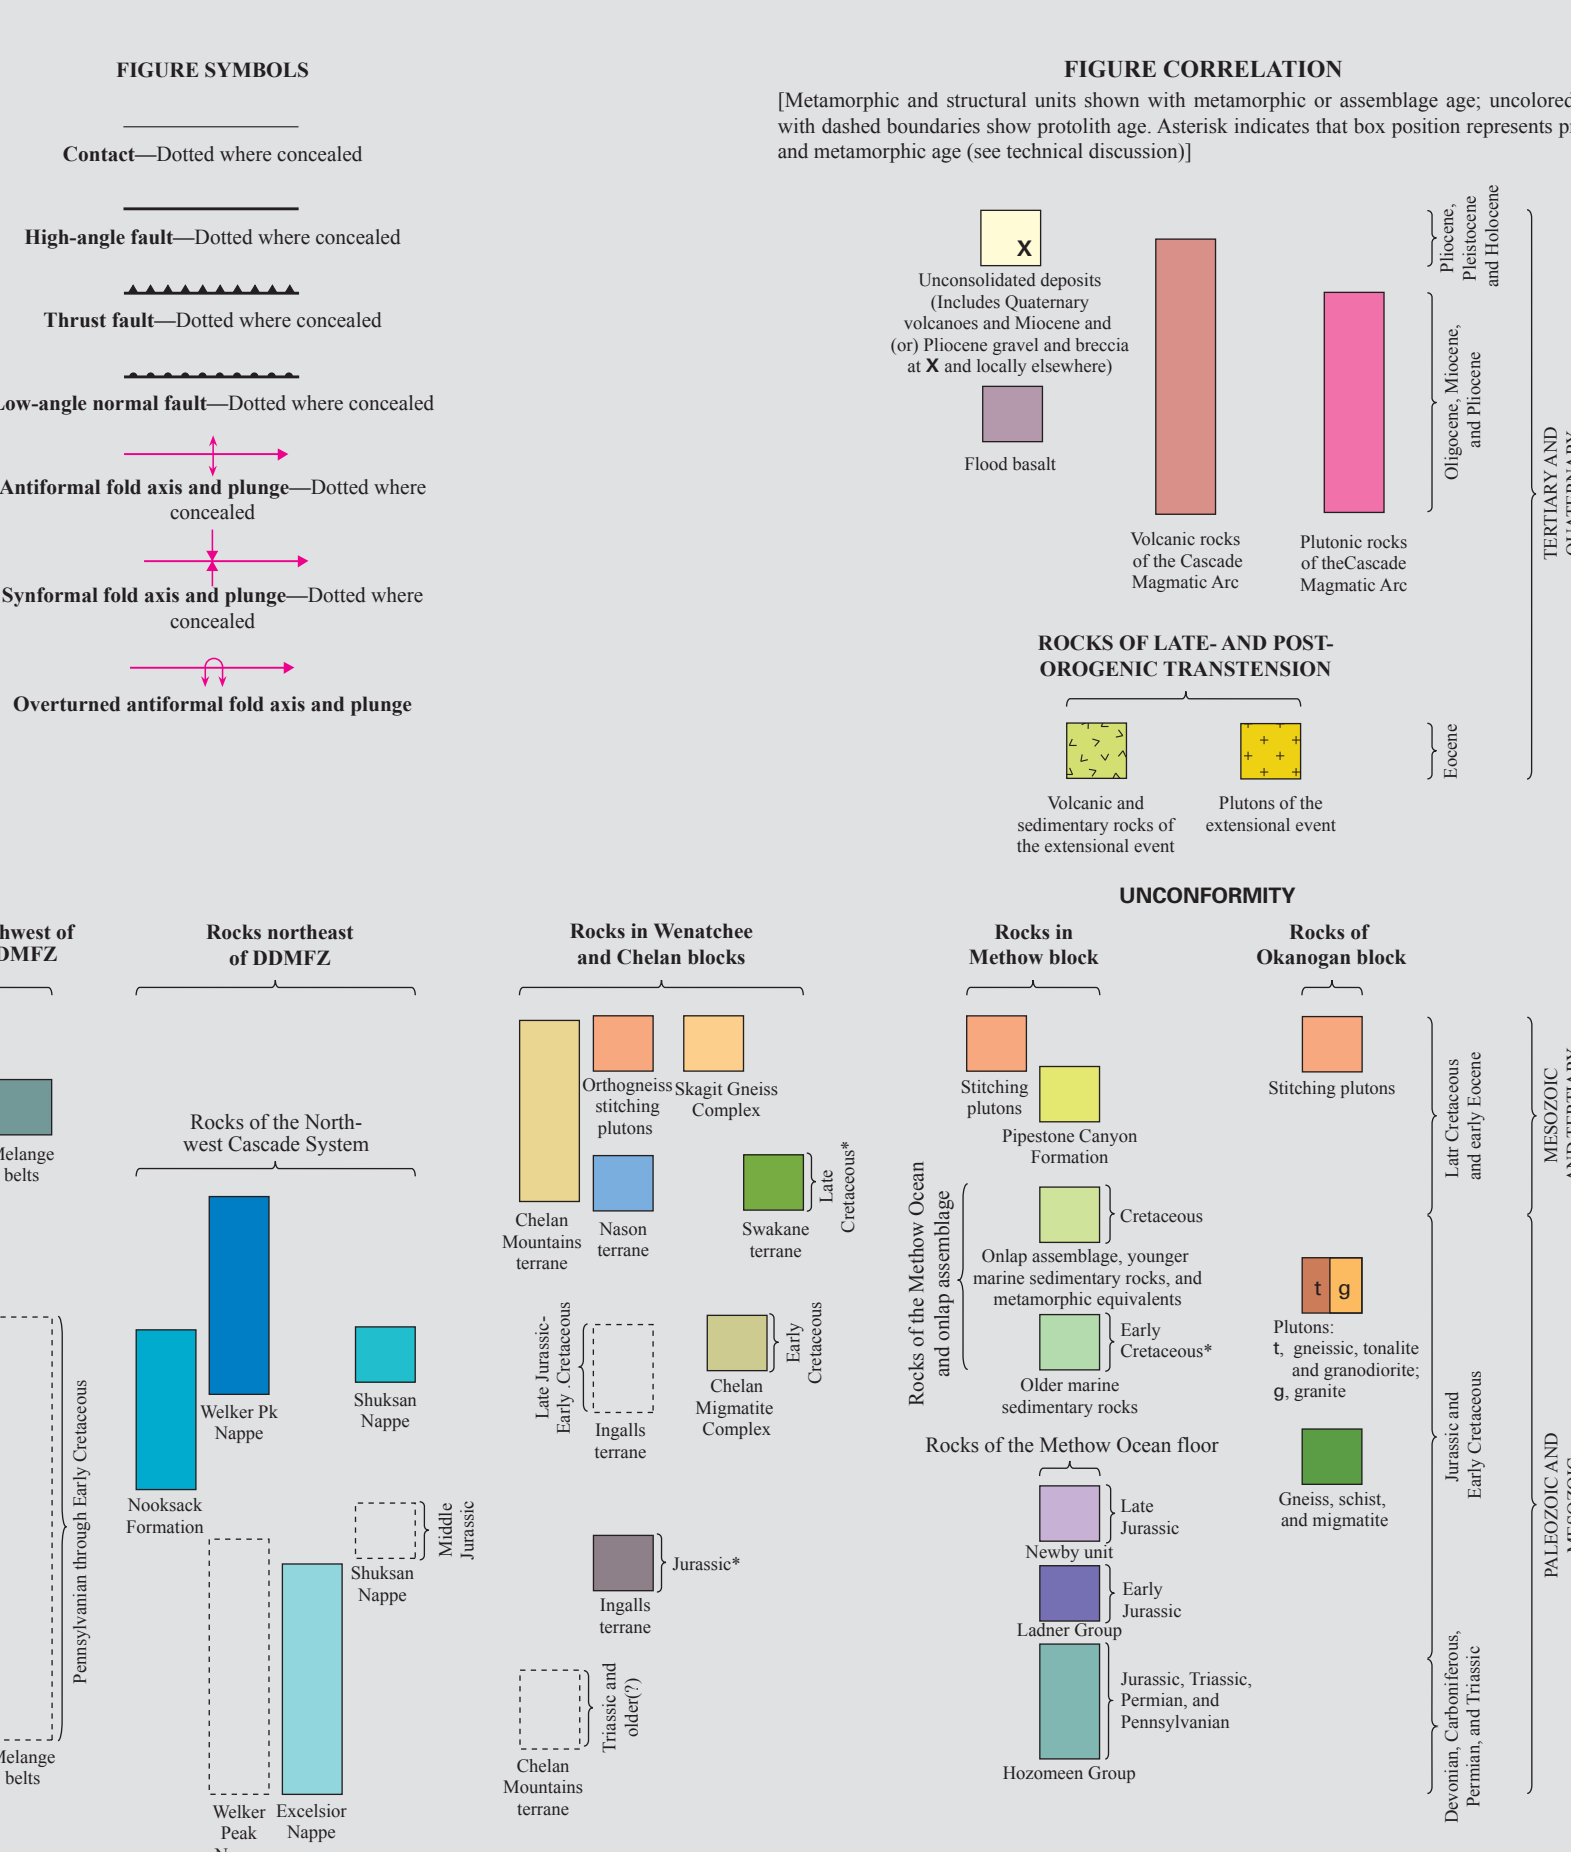 FIGURE SYMBOLS
Contact—Dotted where concealed
High-angle fault—Dotted where concealed
Thrust fault—Dotted where concealed
Low-angle normal fault—Dotted where concealed
Antiformal fold axis and plunge—Dotted where
concealed
Synformal fold axis and plunge—Dotted where
concealed
Overturned antiformal fold axis and plunge
FIGURE CORRELATION
[Metamorphic and structural units shown with metamorphic or assemblage age; uncolored
with dashed boundaries show protolith age. Asterisk indicates that box position represents
and metamorphic age (see technical discussion)]
X
Unconsolidated deposits
(Includes Quaternary
volcanoes and Miocene and
(or) Pliocene gravel and breccia
at X and locally elsewhere)
Flood basalt
Volcanic rocks
of the Cascade
Magmatic Arc
Plutonic rocks
of theCascade
Magmatic Arc
Pliocene,
Pleistocene
and Holocene
Oligocene, Miocene,
and Pliocene
TERTIARY AND
QUATERNARY
ROCKS OF LATE- AND POST-
OROGENIC TRANSTENSION
Volcanic and
sedimentary rocks of
the extensional event
Plutons of the
extensional event
Eocene
UNCONFORMITY
hwest of
DMFZ
Melange
belts
Pennsylvanian through Early Cretaceous
Melange
belts
Rocks northeast
of DDMFZ
Rocks of the North-
west Cascade System
Welker Pk
Nappe
Shuksan
Nappe
Nooksack
Formation
Middle
Jurassic
Shuksan
Nappe
Welker
Peak
Excelsior
Nappe
Rocks in Wenatchee
and Chelan blocks
Orthogneiss
stitching
plutons
Skagit Gneiss
Complex
Chelan
Mountains
terrane
Nason
terrane
Swakane
terrane
Late
Cretaceous*
Late Jurassic-
Early .Cretaceous
Ingalls
terrane
Chelan
Migmatite
Complex
Early
Cretaceous
Jurassic*
Ingalls
terrane
Triassic and
older(?)
Chelan
Mountains
terrane
Rocks in
Methow block
Stitching
plutons
Pipestone Canyon
Formation
Rocks of the Methow Ocean
and onlap assemblage
Cretaceous
Onlap assemblage, younger
marine sedimentary rocks, and
metamorphic equivalents
Early
Cretaceous*
Older marine
sedimentary rocks
Rocks of the Methow Ocean floor
Late
Jurassic
Newby unit
Early
Jurassic
Ladner Group
Jurassic, Triassic,
Permian, and
Pennsylvanian
Hozomeen Group
Rocks of
Okanogan block
Stitching plutons
t g
Plutons:
t, gneissic, tonalite
and granodiorite;
g, granite
Gneiss, schist,
and migmatite
Latr Cretaceous
and early Eocene
MESOZOIC
AND TERTIARY
Jurassic and
Early Cretaceous
Devonian, Carboniferous,
Permian, and Triassic
PALEOZOIC AND
MESOZOIC